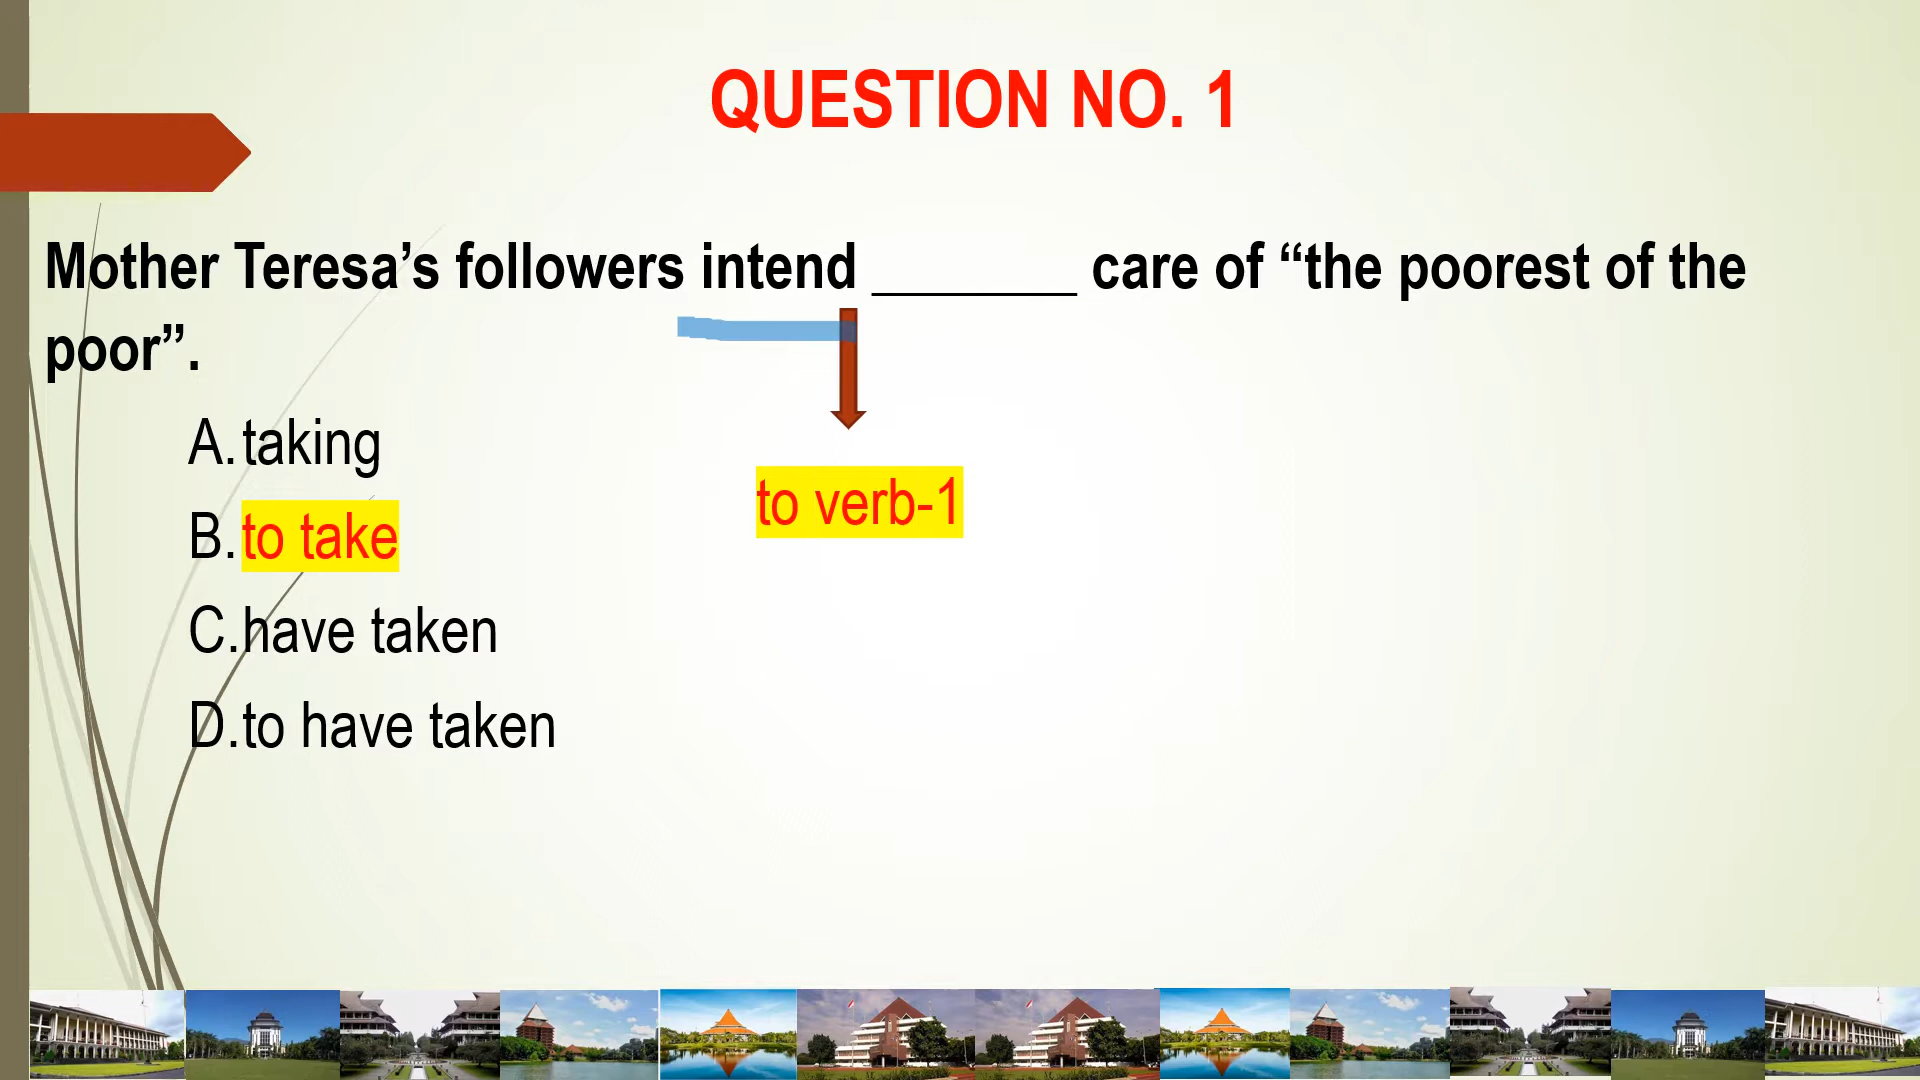 QUESTION NO. 1
Mother Teresa’s followers intend _______ care of “the poorest of the
poor”.
A. taking
B. to take
to verb-1
C. have taken
D. to have taken